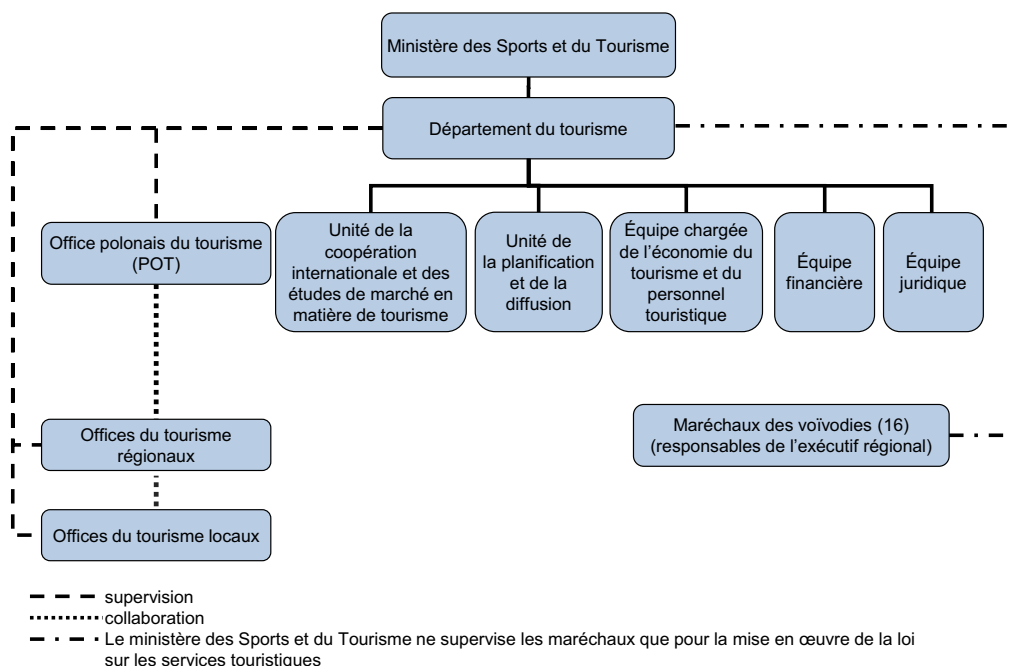 Ministère des Sports et du Tourisme
Département du tourisme
Office polonais du tourisme
(POT)
Unité de la
coopération
internationale et des
études de marché en
matière de tourisme
Unité de
la planification
et de la
diffusion
Équipe chargée
de l’économie du
tourisme et du
personnel
touristique
Équipe
financière
Équipe
juridique
Offices du tourisme
régionaux
Maréchaux des voïvodies (16)
(responsables de l’exécutif régional)
Offices du tourisme locaux
supervision
collaboration
Le ministère des Sports et du Tourisme ne supervise les maréchaux que pour la mise en œuvre de la loi
sur les services touristiques